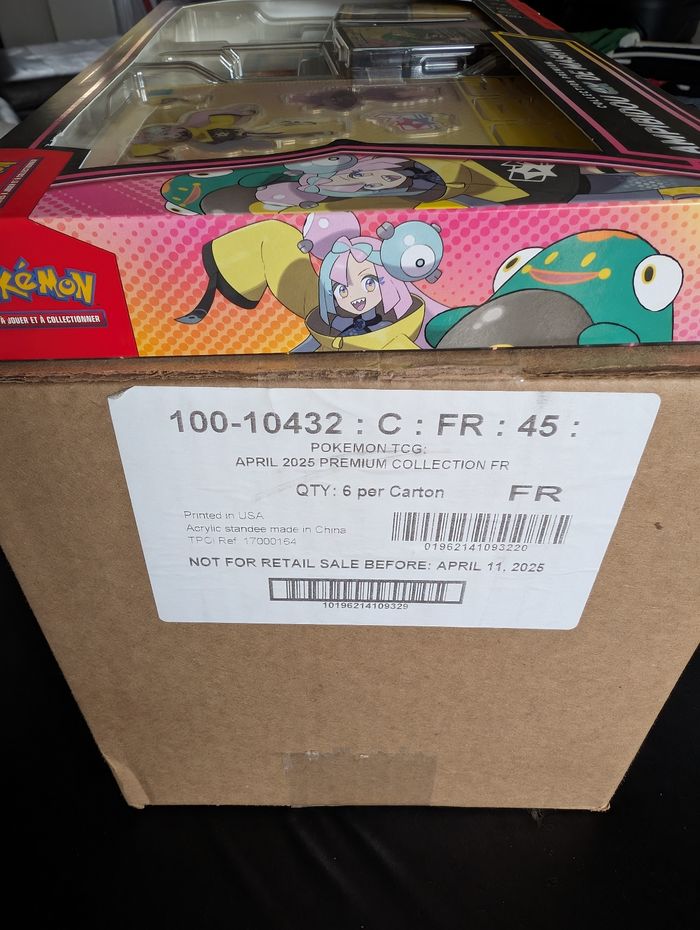 POKéMON
À JOUER ET À COLLECTIONNER
100-10432 : C : FR : 45 :
POKEMON TCG:
APRIL 2025 PREMIUM COLLECTION FR
QTY: 6 per Carton
FR
Printed in USA
Acrylic standee made in China
TPCi Ref. 17000164
01962141093220
NOT FOR RETAIL SALE BEFORE: APRIL 11, 2025
10196214109329